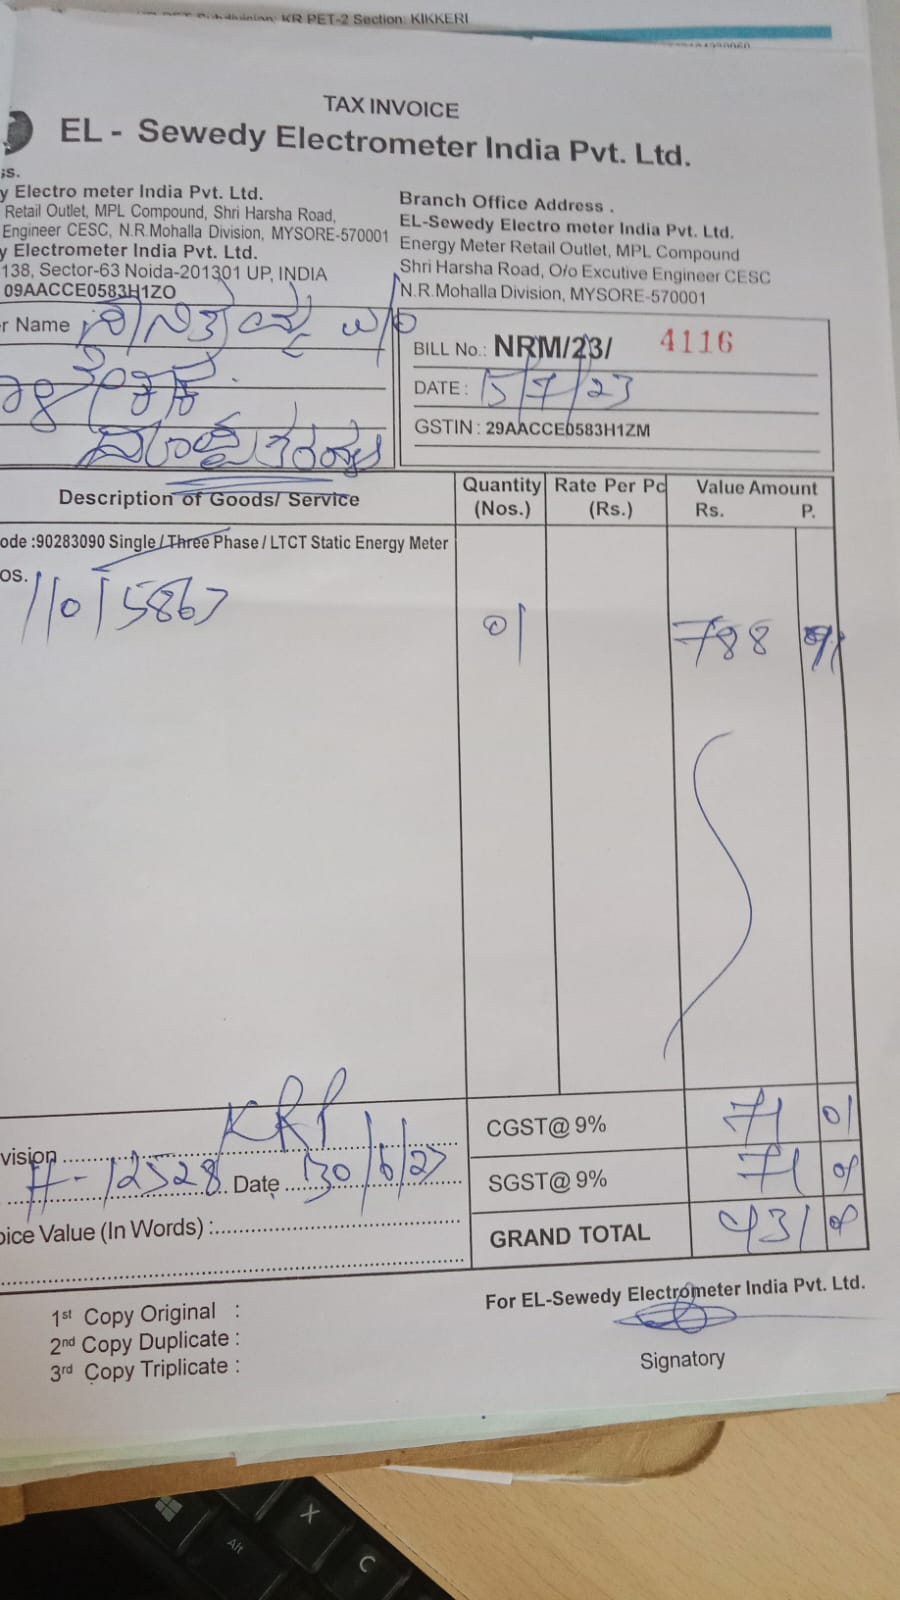 Subdivision: KR PET-2 Section: KIKKERI
TAX INVOICE
EL - Sewedy Electrometer India Pvt. Ltd.
ss.
y Electro meter India Pvt. Ltd.
Retail Outlet, MPL Compound, Shri Harsha Road,
Engineer CESC, N.R.Mohalla Division, MYSORE-570001
y Electrometer India Pvt. Ltd.
138, Sector-63 Noida-201301 UP, INDIA
09AACCE0583H1ZO
Branch Office Address .
EL-Sewedy Electro meter India Pvt. Ltd.
Energy Meter Retail Outlet, MPL Compound
Shri Harsha Road, O/o Excutive Engineer CESC
N.R.Mohalla Division, MYSORE-570001
r Name
BILL No.: NRM/23/ 4116
DATE : 15/7/23
GSTIN : 29AACCE0583H1ZM
Description of Goods/ Service Quantity (Nos.) Rate Per Pc (Rs.) Value Amount Rs. P.
ode :90283090 Single / Three Phase / LTCT Static Energy Meter
os. 11015867 01 788
vision KRP
12528 Date 30/6/23
oice Value (In Words) :
CGST@ 9% 71 01
SGST@ 9% 71 01
GRAND TOTAL 931
1st Copy Original :
2nd Copy Duplicate :
3rd Copy Triplicate :
For EL-Sewedy Electrometer India Pvt. Ltd.
Signatory
X
Alt
C